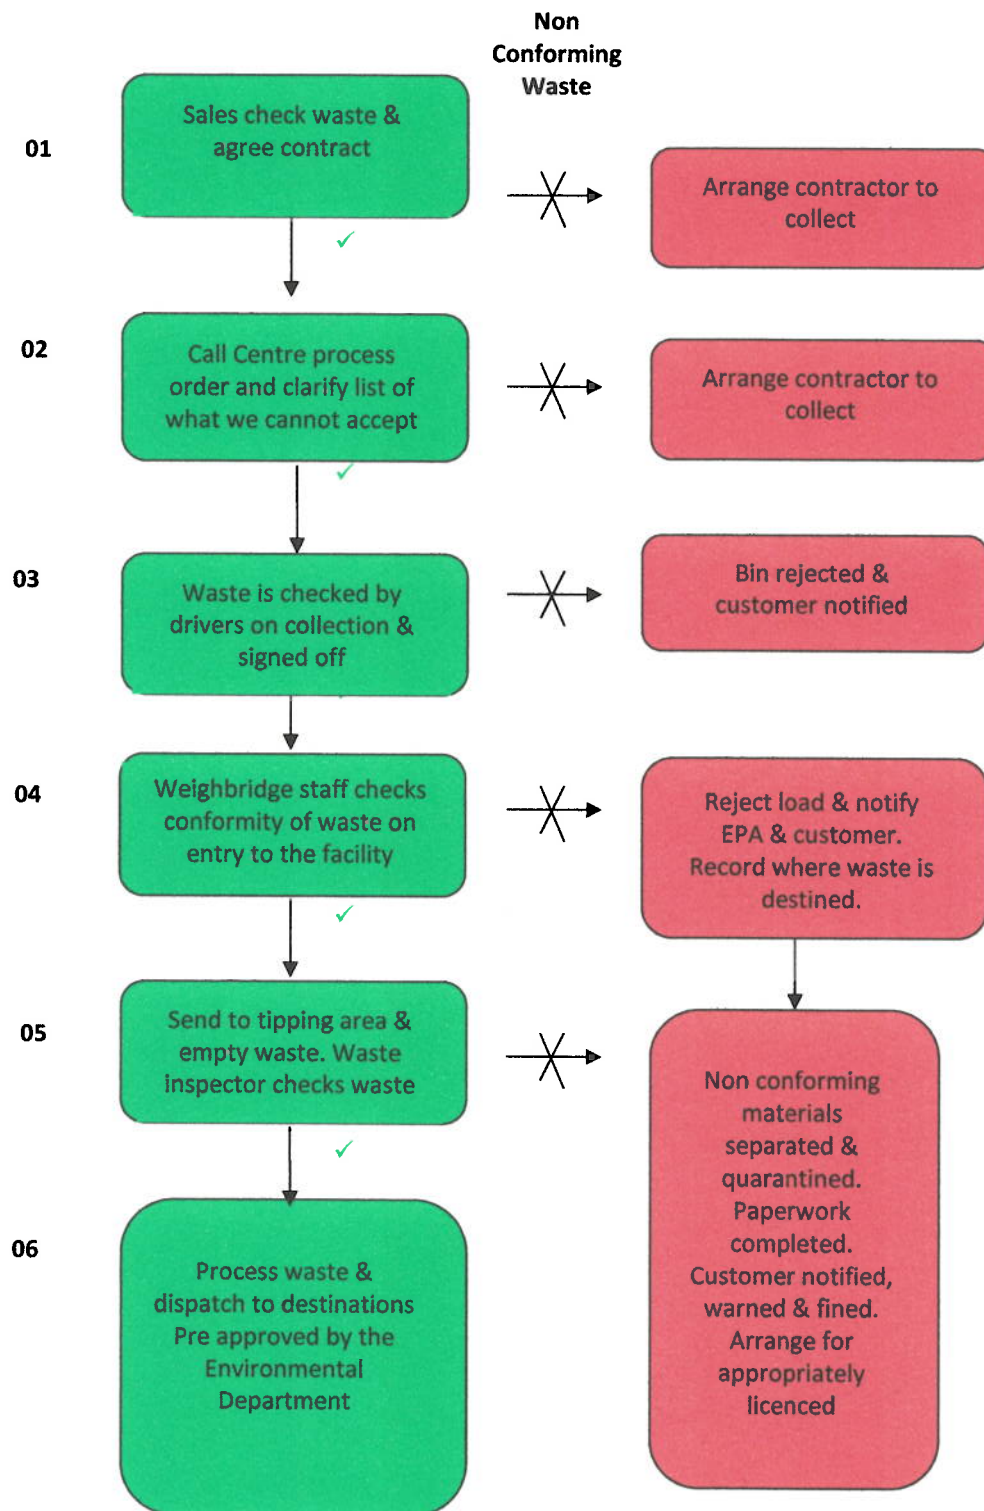 Non
Conforming
Waste
01
Sales check waste &
agree contract
Arrange contractor to
collect
✓
02
Call Centre process
order and clarify list of
what we cannot accept
Arrange contractor to
collect
✓
03
Waste is checked by
drivers on collection &
signed off
Bin rejected &
customer notified
04
Weighbridge staff checks
conformity of waste on
entry to the facility
Reject load & notify
EPA & customer.
Record where waste is
destined.
✓
05
Send to tipping area &
empty waste. Waste
inspector checks waste
Non conforming
materials
separated &
quarantined.
Paperwork
completed.
Customer notified,
warned & fined.
Arrange for
appropriately
licenced
✓
06
Process waste &
dispatch to destinations
Pre approved by the
Environmental
Department